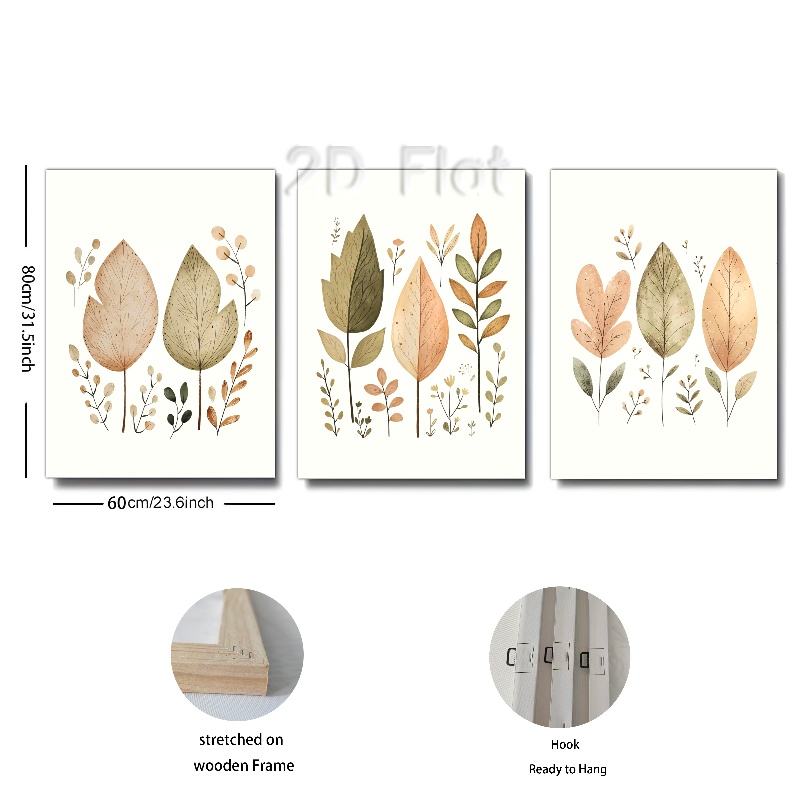 2D Flat
80cm/31.5inch
60cm/23.6inch
stretched on
wooden Frame
Hook
Ready to Hang